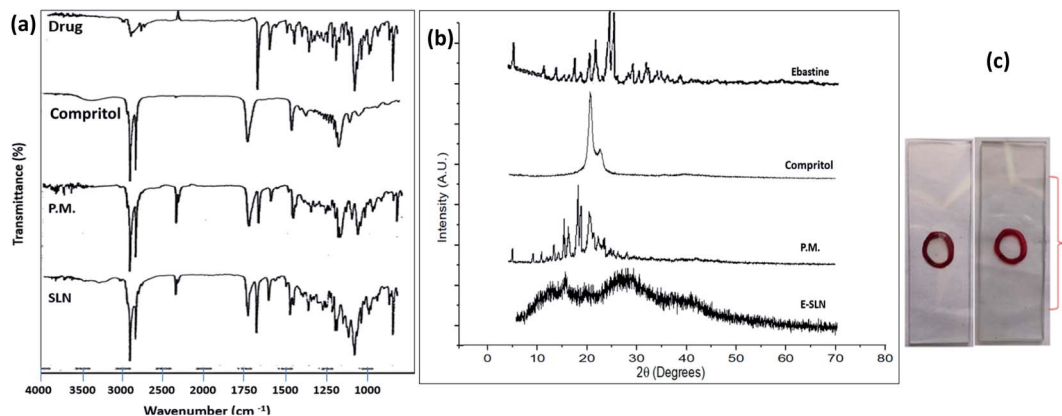 (a)
Drug
Compritol
P.M.
SLN
Transmittance (%)
4000 3500 3000 2500 2000 1750 1500 1250 1000
Wavenumber (cm -1)
(b)
Ebastine
Compritol
P.M.
E-SLN
Intensity (A.U.)
0 10 20 30 40 50 60 70 80
2θ (Degrees)
(c)